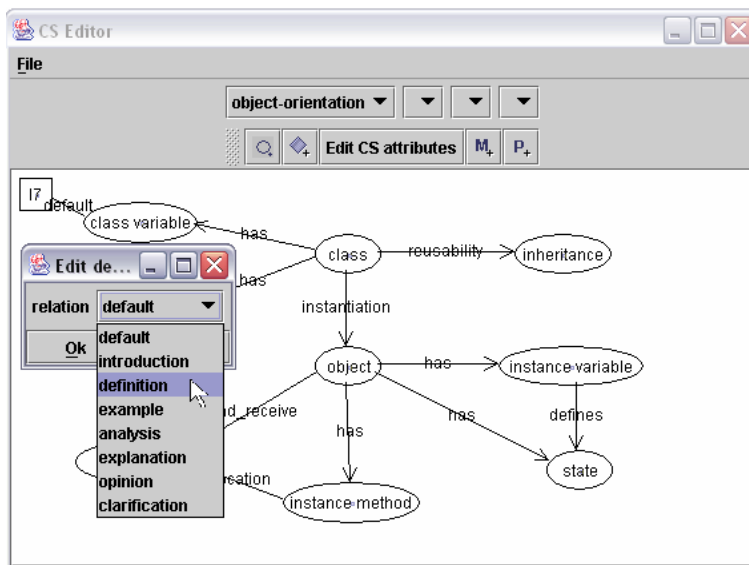 CS Editor
File
object-orientation
Edit CS attributes M+ P+
I7
default
class variable
has
class
reusability
inheritance
Edit de...
has
relation default
instantiation
Ok
default
introduction
definition
example
analysis
explanation
opinion
clarification
object
has
instance variable
nd_receive
has
has
defines
state
cation
instance method